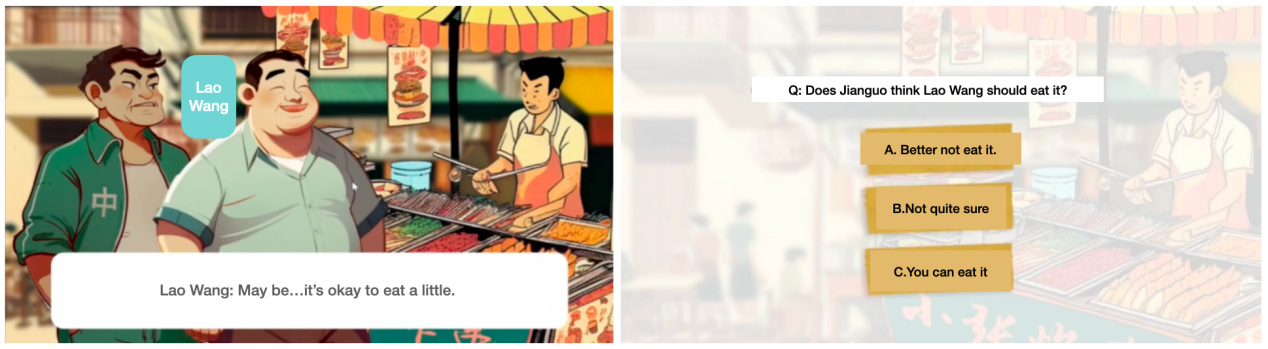 Lao
Wang
中
Lao Wang: May be…it's okay to eat a little.
Q: Does Jianguo think Lao Wang should eat it?
A. Better not eat it.
B.Not quite sure
C.You can eat it
小